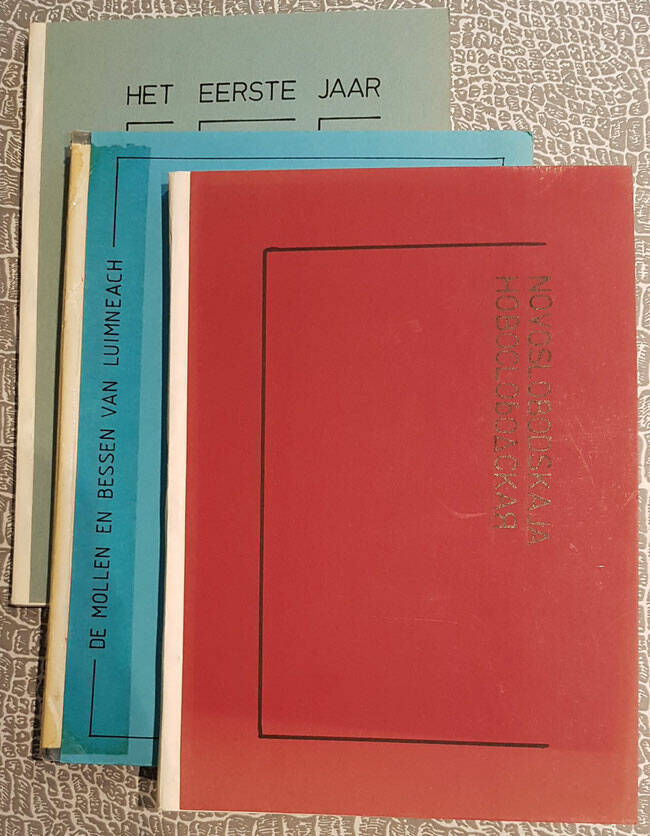 HET EERSTE JAAR
DE MOLLEN EN BESSEN VAN LUIMNEACH
NOVOSLOBODSKAJA
НОВОСЛОБОДСКАЯ